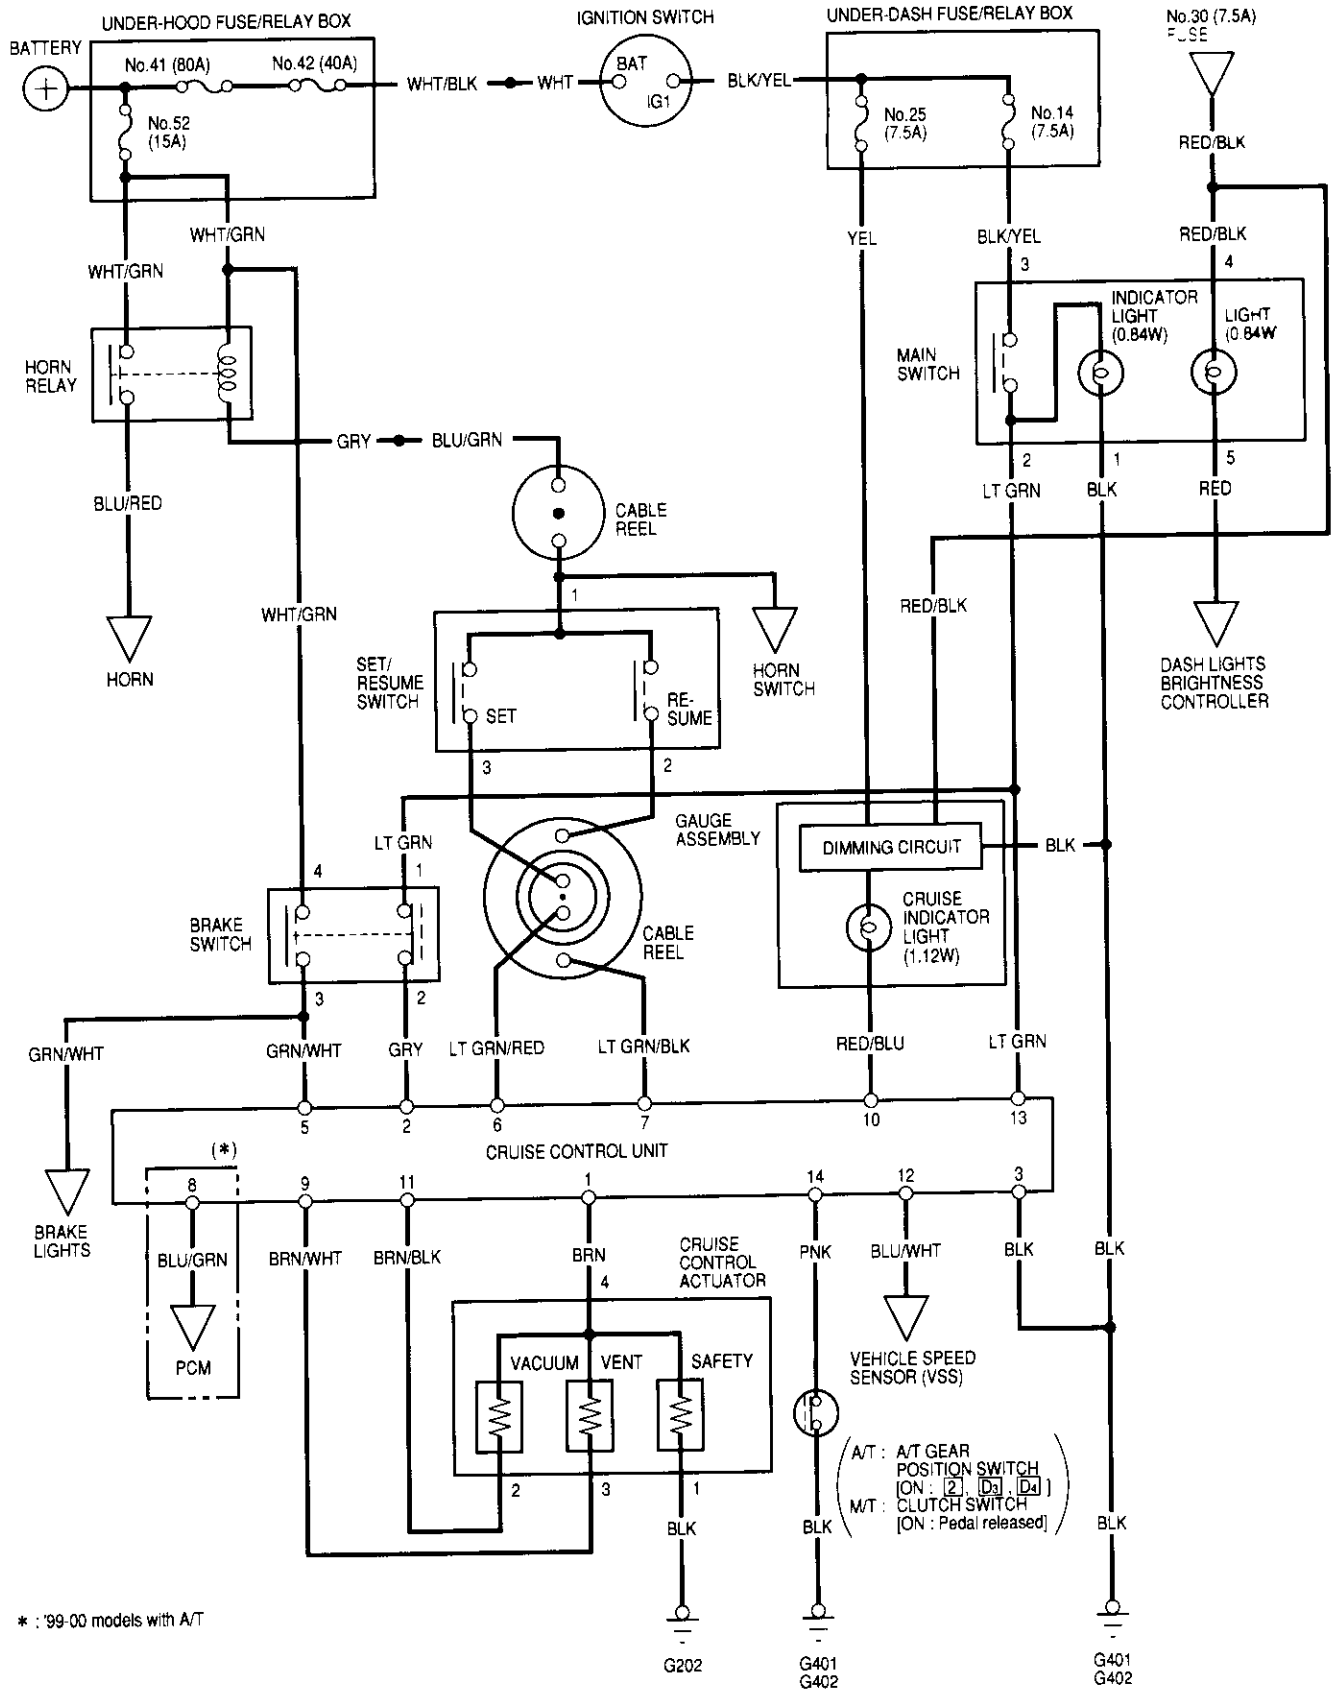 UNDER-HOOD FUSE/RELAY BOX
IGNITION SWITCH
UNDER-DASH FUSE/RELAY BOX
No.30 (7.5A)
FUSE
BATTERY
+
No.41 (80A)
No.42 (40A)
WHT/BLK
WHT
BAT
IG1
BLK/YEL
No.52
(15A)
No.25
(7.5A)
No.14
(7.5A)
RED/BLK
WHT/GRN
YEL
BLK/YEL
RED/BLK
WHT/GRN
3
4
INDICATOR
LIGHT
(0.84W)
LIGHT
(0.84W
HORN
RELAY
MAIN
SWITCH
GRY
BLU/GRN
2
1
5
LT GRN
BLK
RED
BLU/RED
CABLE
REEL
1
WHT/GRN
RED/BLK
HORN
SET/
RESUME
SWITCH
SET
RE-
SUME
HORN
SWITCH
DASH LIGHTS
BRIGHTNESS
CONTROLLER
3
2
GAUGE
ASSEMBLY
LT GRN
DIMMING CIRCUIT
BLK
4
1
BRAKE
SWITCH
CRUISE
INDICATOR
LIGHT
(1.12W)
CABLE
REEL
3
2
GRN/WHT
GRN/WHT
GRY
LT GRN/RED
LT GRN/BLK
RED/BLU
LT GRN
5
2
6
7
10
13
CRUISE CONTROL UNIT
(*)
8
9
11
1
14
12
3
BRAKE
LIGHTS
BLU/GRN
BRN/WHT
BRN/BLK
BRN
CRUISE
CONTROL
ACTUATOR
PNK
BLU/WHT
BLK
BLK
4
PCM
VACUUM
VENT
SAFETY
VEHICLE SPEED
SENSOR (VSS)
A/T : A/T GEAR
POSITION SWITCH
[ON : 2 , D3 , D4 ]
M/T : CLUTCH SWITCH
[ON : Pedal released]
2
3
1
BLK
BLK
BLK
* : '99-00 models with A/T
G202
G401
G402
G401
G402